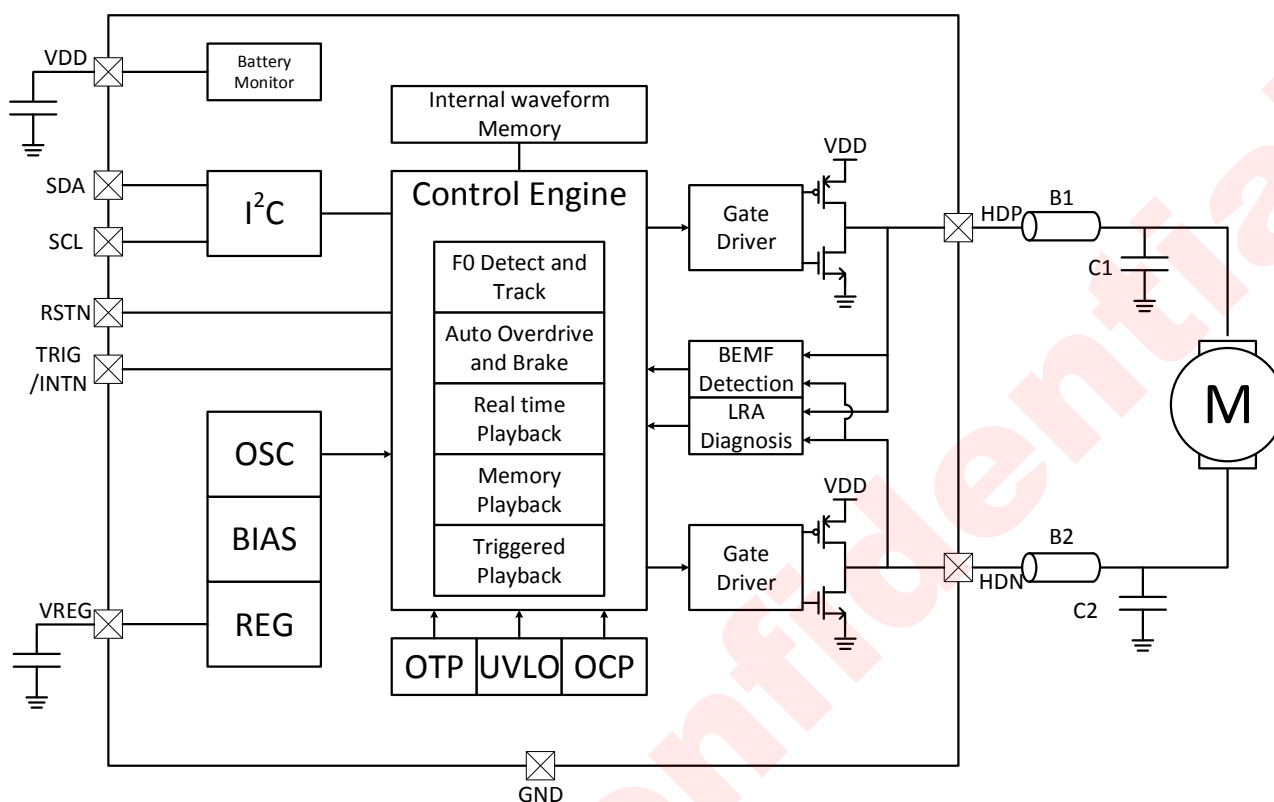 VDD
Battery
Monitor
Internal waveform
Memory
SDA
SCL
I²C
RSTN
TRIG
/INTN
Control Engine
F0 Detect and
Track
Auto Overdrive
and Brake
Real time
Playback
Memory
Playback
Triggered
Playback
OSC
BIAS
REG
VREG
OTP
UVLO
OCP
VDD
Gate
Driver
BEMF
Detection
LRA
Diagnosis
VDD
Gate
Driver
HDP
B1
C1
M
HDN
B2
C2
GND
onfidentia